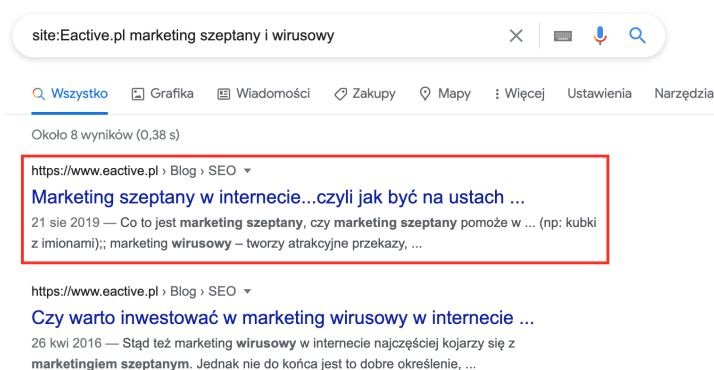 site:Eactive.pl marketing szeptany i wirusowy
Wszystko Grafika Wiadomości Zakupy Mapy Więcej Ustawienia Narzędzia
Około 8 wyników (0,38 s)
https://www.eactive.pl › Blog › SEO
Marketing szeptany w internecie...czyli jak być na ustach ...
21 sie 2019 — Co to jest marketing szeptany, czy marketing szeptany pomoże w ... (np: kubki
z imionami);; marketing wirusowy – tworzy atrakcyjne przekazy, ...
https://www.eactive.pl › Blog › SEO
Czy warto inwestować w marketing wirusowy w internecie ...
26 kwi 2016 — Stąd też marketing wirusowy w internecie najczęściej kojarzy się z
marketingiem szeptanym. Jednak nie do końca jest to dobre określenie, ...